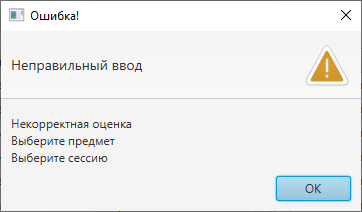 Ошибка!
Неправильный ввод
Некорректная оценка
Выберите предмет
Выберите сессию
OK